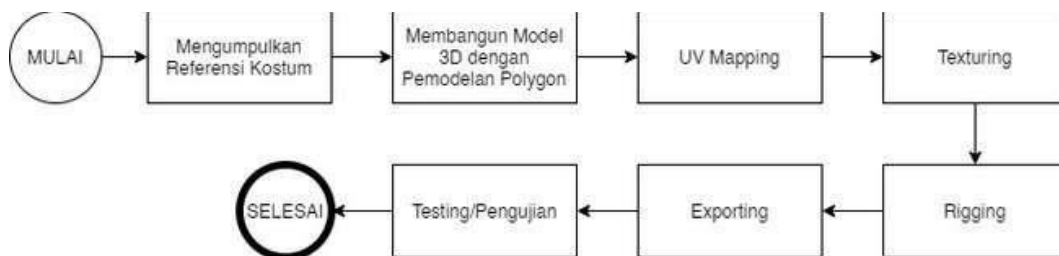 MULAI
Mengumpulkan
Referensi Kostum
Membangun Model
3D dengan
Pemodelan Polygon
UV Mapping
Texturing
Rigging
Exporting
Testing/Pengujian
SELESAI